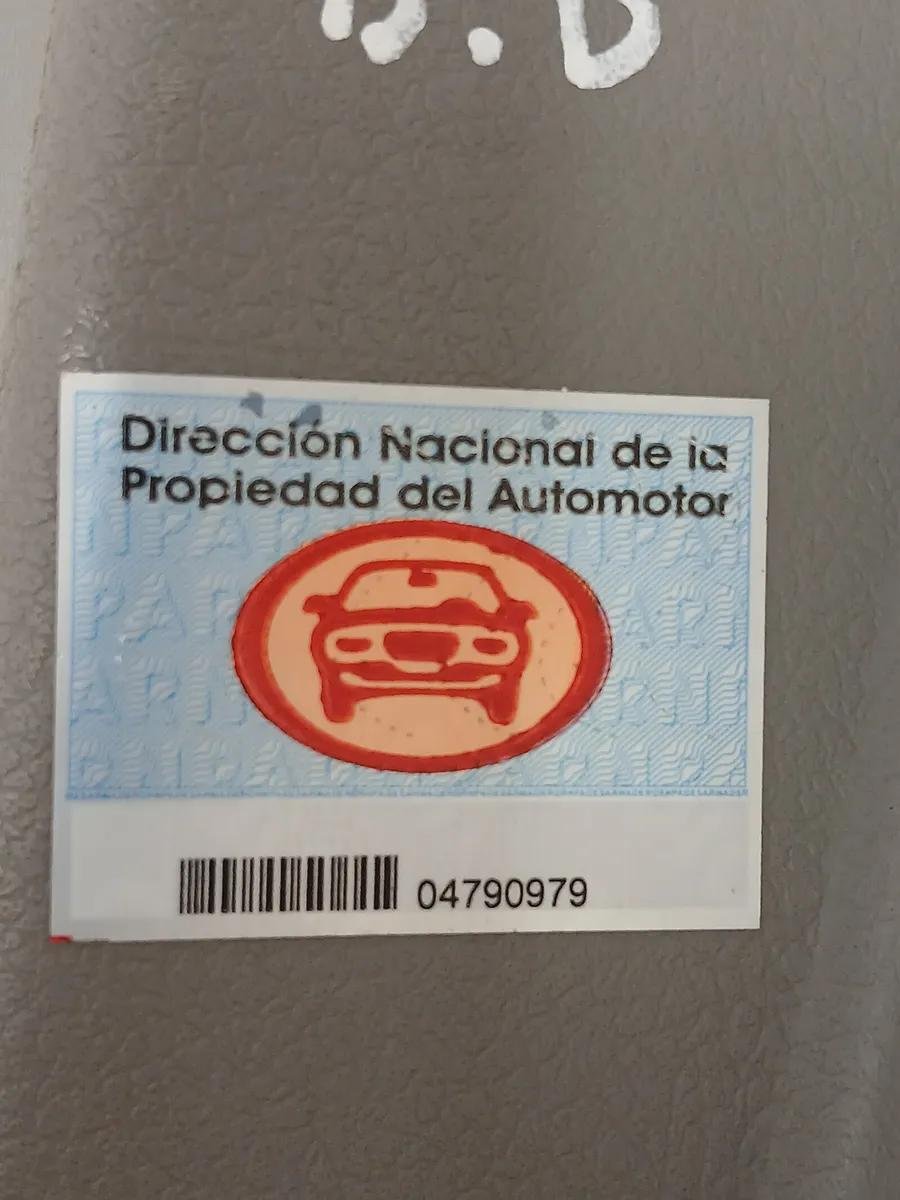 Dirección Nacional de la
Propiedad del Automotor
04790979